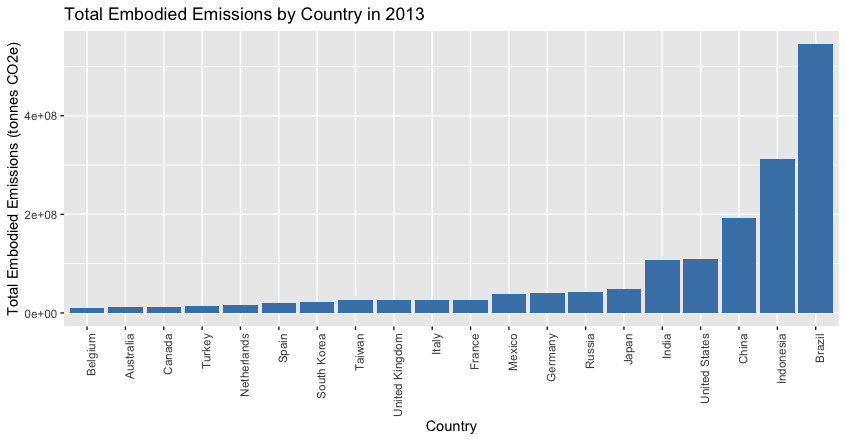 Total Embodied Emissions by Country in 2013
Total Embodied Emissions (tonnes CO2e)
4e+08
2e+08
0e+00
Belgium
Australia
Canada
Turkey
Netherlands
Spain
South Korea
Taiwan
United Kingdom
Italy
France
Mexico
Germany
Russia
Japan
India
United States
China
Indonesia
Brazil
Country